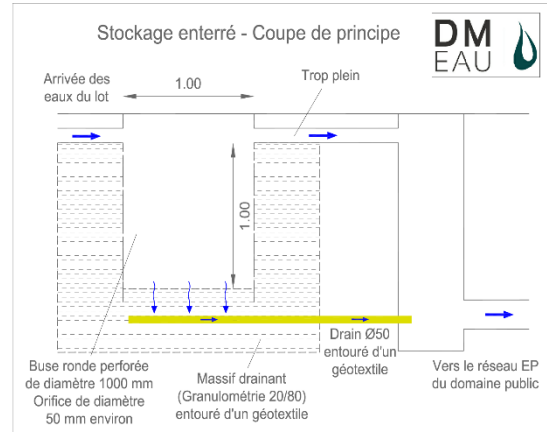 Stockage enterré - Coupe de principe
DM
EAU
Arrivée des
eaux du lot
1.00
Trop plein
1.00
Buse ronde perforée
de diamètre 1000 mm
Orifice de diamètre
50 mm environ
Massif drainant
(Granulométrie 20/80)
entouré d'un géotextile
Drain Ø50
entouré d'un
géotextile
Vers le réseau EP
du domaine public